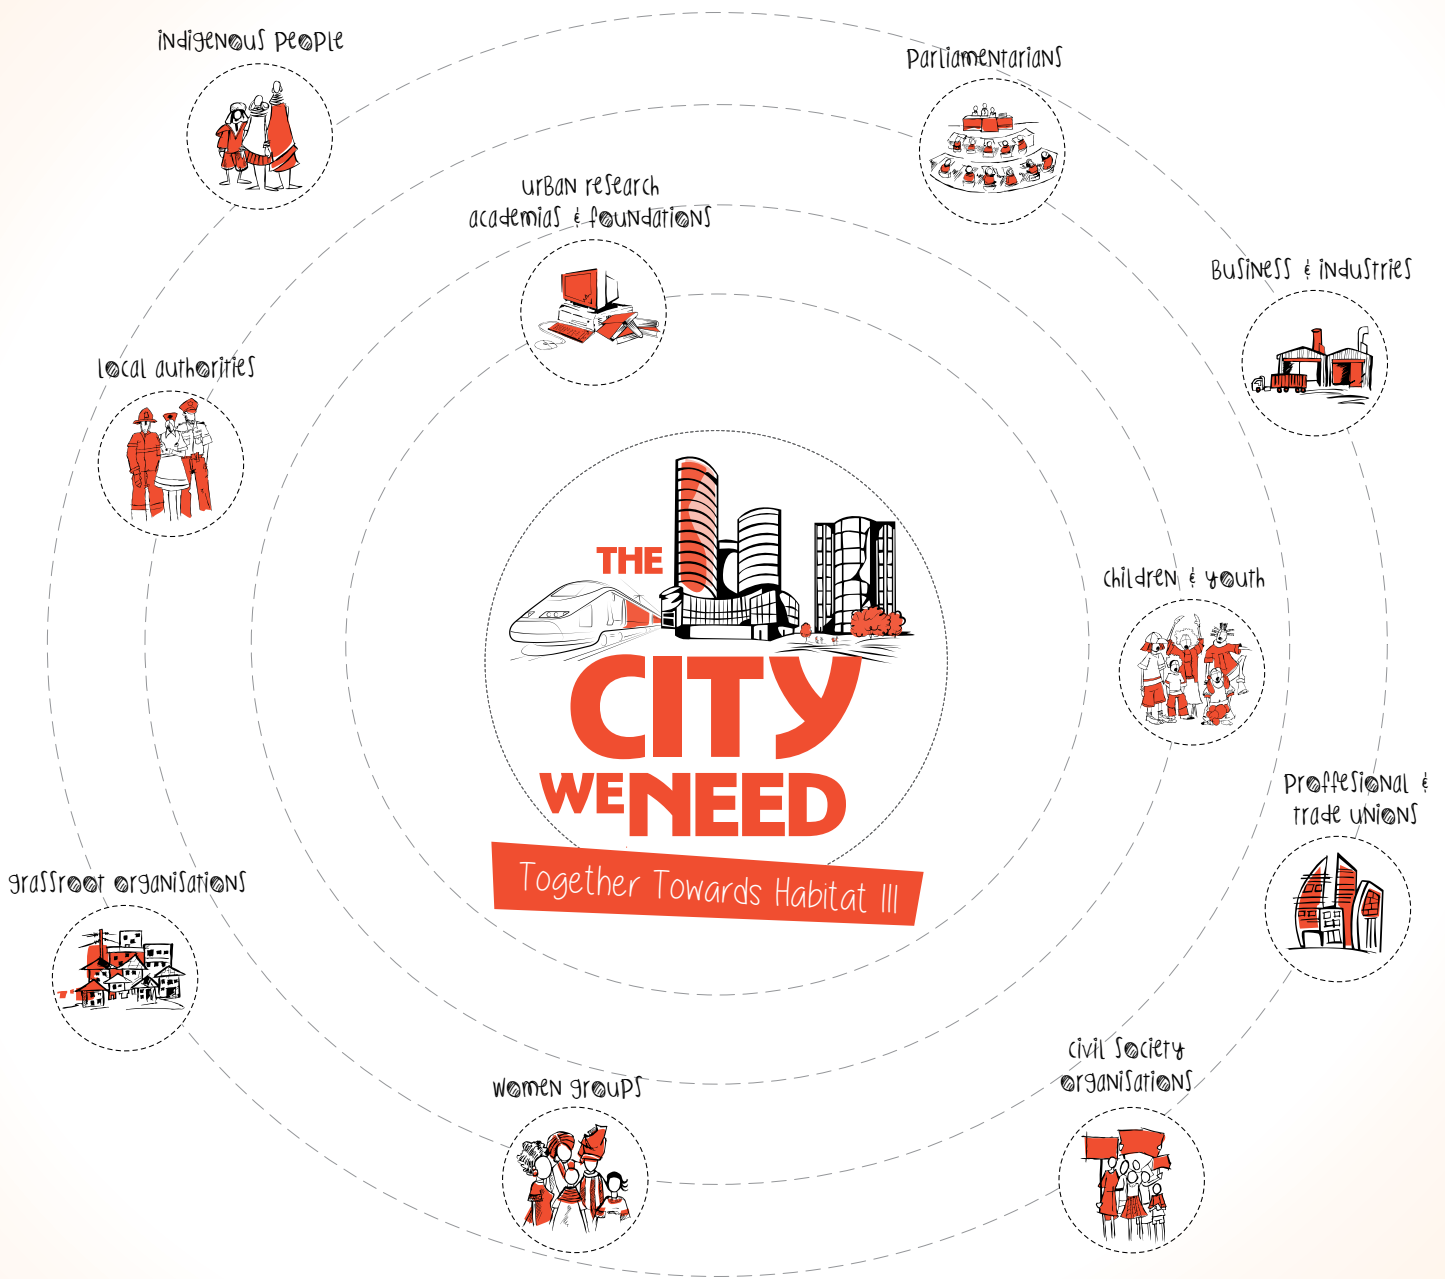 indigenous people
Parliamentarians
urban research
academias & foundations
Business & industries
local authorities
THE
children & youth
CITY
WE NEED
Proffesional &
trade unions
Together Towards Habitat III
grassroot organisations
civil society
organisations
women groups